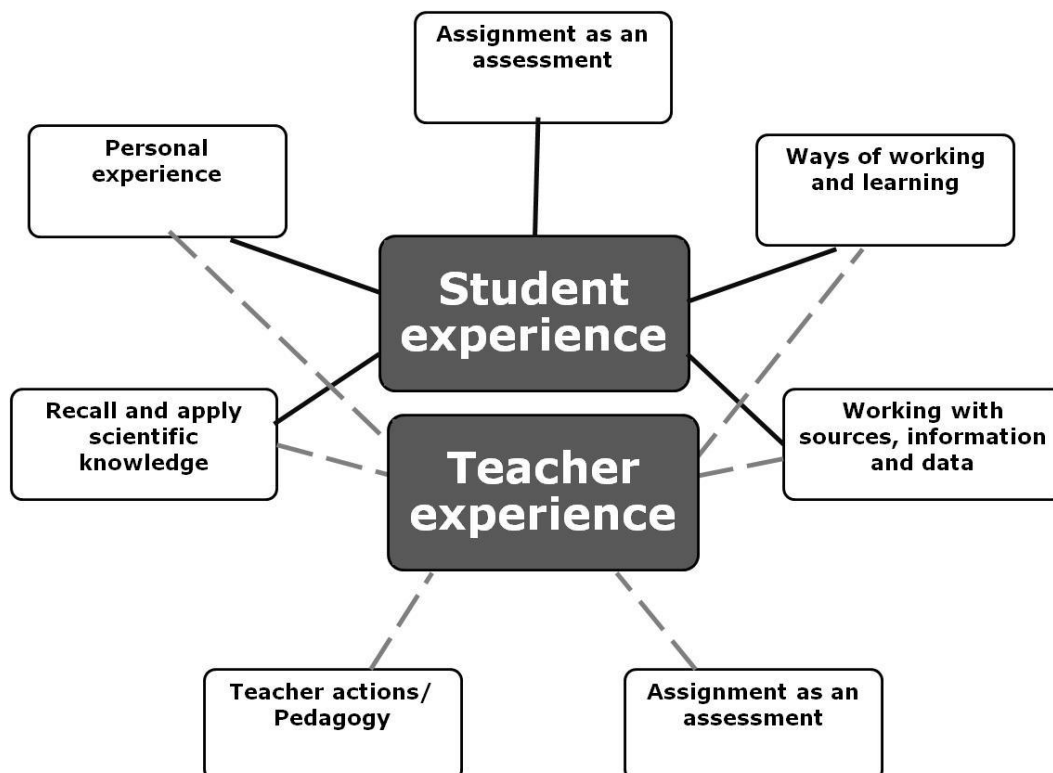 Assignment as an
assessment
Personal
experience
Ways of working
and learning
Student
experience
Recall and apply
scientific
knowledge
Working with
sources, information
and data
Teacher
experience
Teacher actions/
Pedagogy
Assignment as an
assessment